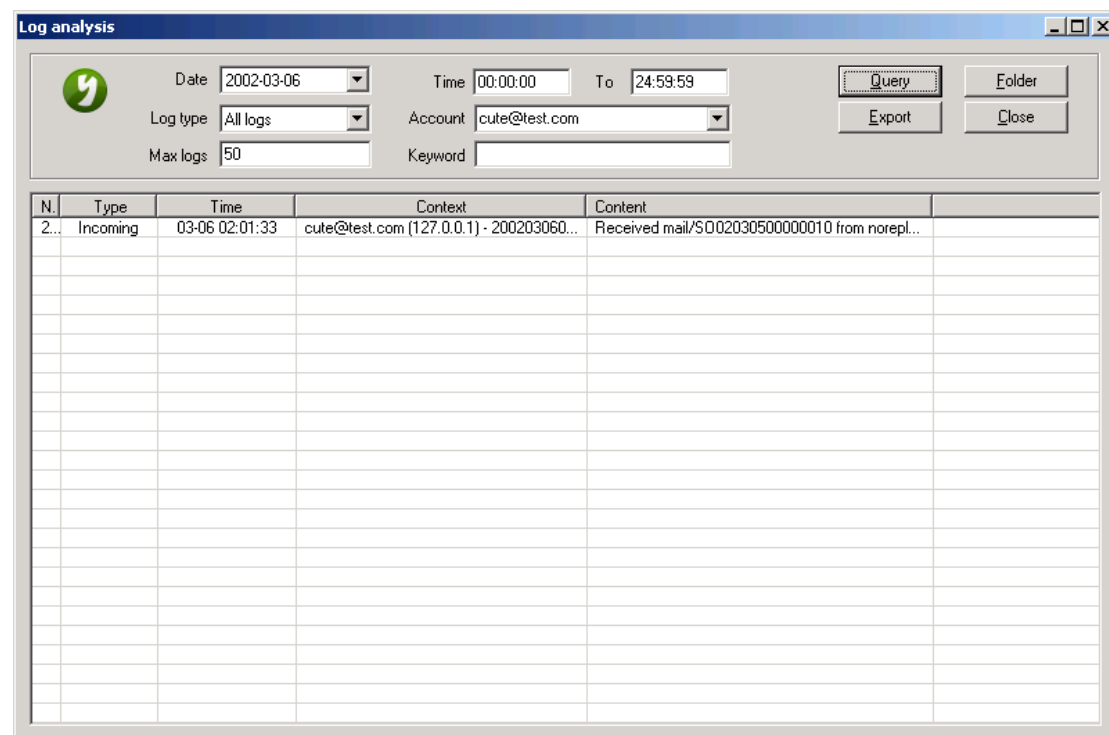 Log analysis
Date 2002-03-06 Time 00:00:00 To 24:59:59 Query Folder
Log type All logs Account cute@test.com Export Close
Max logs 50 Keyword
N. Type Time Context Content
2... Incoming 03-06 02:01:33 cute@test.com (127.0.0.1) - 200203060... Received mail/SO02030500000010 from norepl...